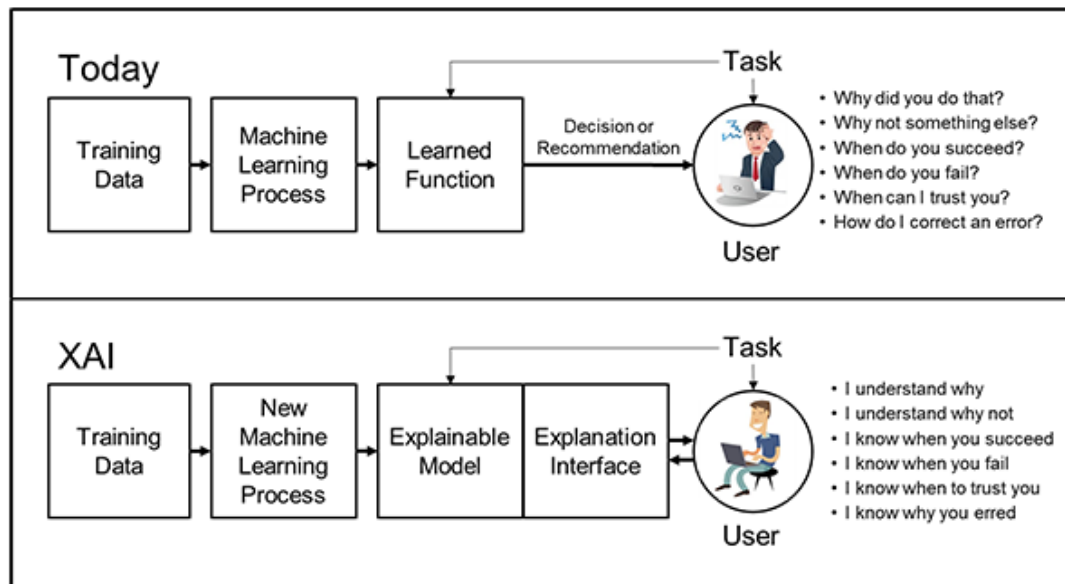 Today
Task
Training
Data
Machine
Learning
Process
Learned
Function
Decision or
Recommendation
User
• Why did you do that?
• Why not something else?
• When do you succeed?
• When do you fail?
• When can I trust you?
• How do I correct an error?
XAI
Task
Training
Data
New
Machine
Learning
Process
Explainable
Model
Explanation
Interface
User
• I understand why
• I understand why not
• I know when you succeed
• I know when you fail
• I know when to trust you
• I know why you erred